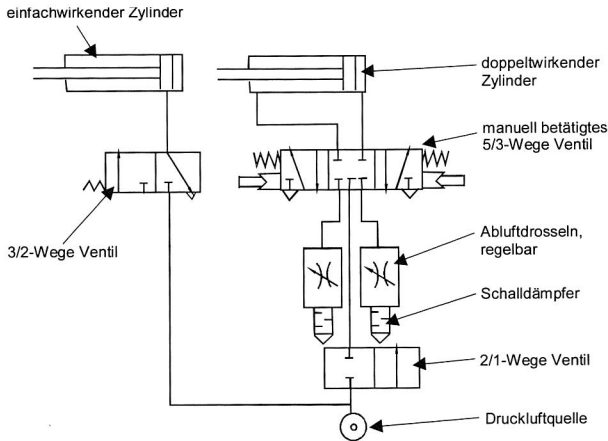 einfachwirkender Zylinder
doppeltwirkender
Zylinder
manuell betätigtes
5/3-Wege Ventil
3/2-Wege Ventil
Abluftdrosseln,
regelbar
Schalldämpfer
2/1-Wege Ventil
Druckluftquelle